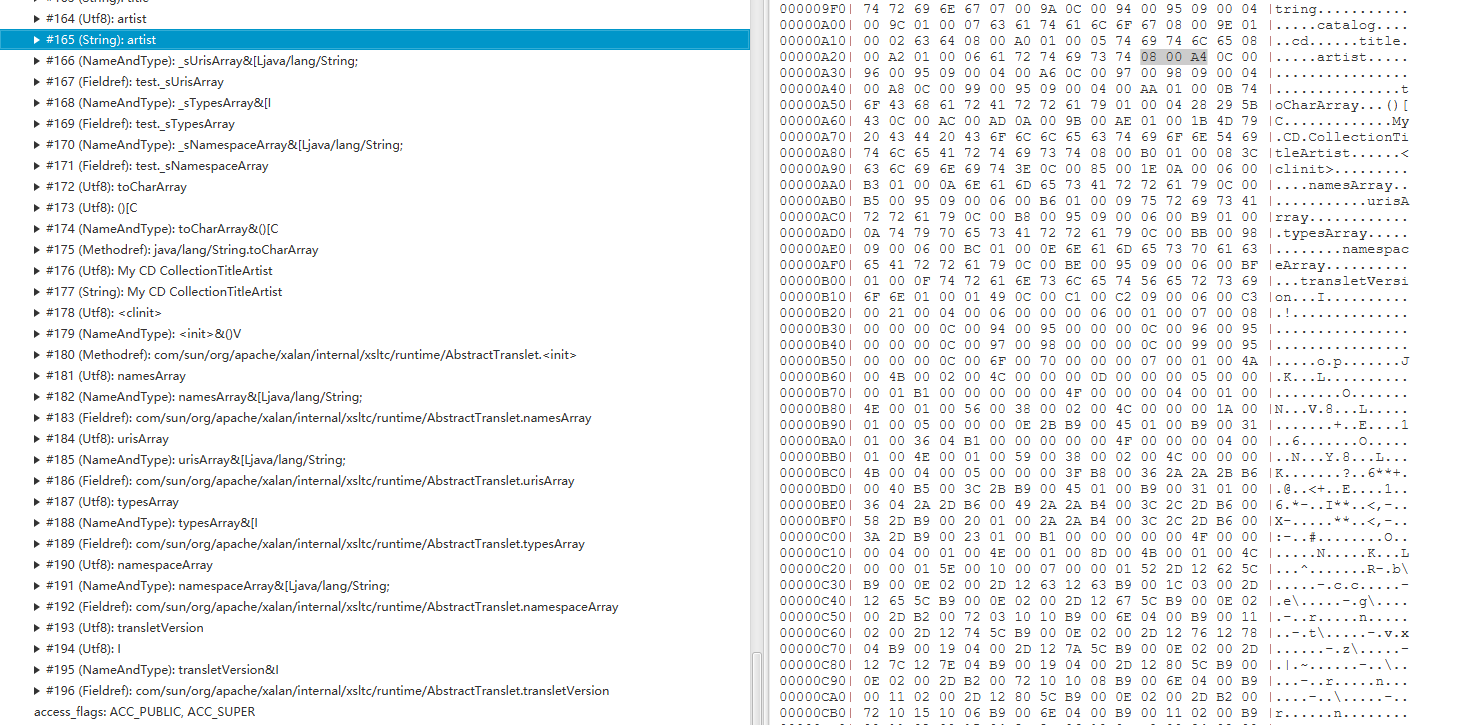 #164 (Utf8): artist
#165 (String): artist
#166 (NameAndType): _sUrisArray&[Ljava/lang/String;
#167 (Fieldref): test._sUrisArray
#168 (NameAndType): _sTypesArray&[I
#169 (Fieldref): test._sTypesArray
#170 (NameAndType): _sNamespaceArray&[Ljava/lang/String;
#171 (Fieldref): test._sNamespaceArray
#172 (Utf8): toCharArray
#173 (Utf8): ()[C
#174 (NameAndType): toCharArray&()[C
#175 (Methodref): java/lang/String.toCharArray
#176 (Utf8): My CD CollectionTitleArtist
#177 (String): My CD CollectionTitleArtist
#178 (Utf8): <clinit>
#179 (NameAndType): <init>&()V
#180 (Methodref): com/sun/org/apache/xalan/internal/xsltc/runtime/AbstractTranslet.<init>
#181 (Utf8): namesArray
#182 (NameAndType): namesArray&[Ljava/lang/String;
#183 (Fieldref): com/sun/org/apache/xalan/internal/xsltc/runtime/AbstractTranslet.namesArray
#184 (Utf8): urisArray
#185 (NameAndType): urisArray&[Ljava/lang/String;
#186 (Fieldref): com/sun/org/apache/xalan/internal/xsltc/runtime/AbstractTranslet.urisArray
#187 (Utf8): typesArray
#188 (NameAndType): typesArray&[I
#189 (Fieldref): com/sun/org/apache/xalan/internal/xsltc/runtime/AbstractTranslet.typesArray
#190 (Utf8): namespaceArray
#191 (NameAndType): namespaceArray&[Ljava/lang/String;
#192 (Fieldref): com/sun/org/apache/xalan/internal/xsltc/runtime/AbstractTranslet.namespaceArray
#193 (Utf8): transletVersion
#194 (Utf8): I
#195 (NameAndType): transletVersion&I
#196 (Fieldref): com/sun/org/apache/xalan/internal/xsltc/runtime/AbstractTranslet.transletVersion
access_flags: ACC_PUBLIC, ACC_SUPER
000009F0| 74 72 69 6E 67 07 00 9A 0C 00 94 00 95 09 00 04 |tring...........
00000A00| 00 9C 01 00 07 63 61 74 61 6C 6F 67 08 00 9E 01 |.....catalog....
00000A10| 00 02 63 64 08 00 A0 01 00 05 74 69 74 6C 65 08 |..cd......title.
00000A20| 00 A2 01 00 06 61 72 74 69 73 74 08 00 A4 0C 00 |.....artist.....
00000A30| 96 00 95 09 00 04 00 A6 0C 00 97 00 98 09 00 04 |................
00000A40| 00 A8 0C 00 99 00 95 09 00 04 00 AA 01 00 0B 74 |...............t
00000A50| 6F 43 68 61 72 41 72 72 61 79 01 00 04 28 29 5B |oCharArray...()[
00000A60| 43 0C 00 AC 00 AD 0A 00 9B 00 AE 01 00 1B 4D 79 |C.............My
00000A70| 20 43 44 20 43 6F 6C 6C 65 63 74 69 6F 6E 54 69 |.CD.CollectionTi
00000A80| 74 6C 65 41 72 74 69 73 74 08 00 B0 01 00 08 3C |tleArtist......<
00000A90| 63 6C 69 6E 69 74 3E 0C 00 85 00 1E 0A 00 06 00 |clinit>.........
00000AA0| B3 01 00 0A 6E 61 6D 65 73 41 72 72 61 79 0C 00 |....namesArray..
00000AB0| B5 00 95 09 00 06 00 B6 01 00 09 75 72 69 73 41 |...........urisA
00000AC0| 72 72 61 79 0C 00 B8 00 95 09 00 06 00 B9 01 00 |rray............
00000AD0| 0A 74 79 70 65 73 41 72 72 61 79 0C 00 BB 00 98 |.typesArray.....
00000AE0| 09 00 06 00 BC 01 00 0E 6E 61 6D 65 73 70 61 63 |........namespac
00000AF0| 65 41 72 72 61 79 0C 00 BE 00 95 09 00 06 00 BF |eArray..........
00000B00| 01 00 0F 74 72 61 6E 73 6C 65 74 56 65 72 73 69 |...transletVersi
00000B10| 6F 6E 01 00 01 49 0C 00 C1 00 C2 09 00 06 00 C3 |on...I..........
00000B20| 00 21 00 04 00 06 00 00 00 06 00 01 00 07 00 08 |.!..............
00000B30| 00 00 00 0C 00 94 00 95 00 00 00 0C 00 96 00 95 |................
00000B40| 00 00 00 0C 00 97 00 98 00 00 00 0C 00 99 00 95 |................
00000B50| 00 00 00 0C 00 6F 00 70 00 00 00 07 00 01 00 4A |.....o.p.......J
00000B60| 00 4B 00 02 00 4C 00 00 00 0D 00 00 00 05 00 00 |.K...L..........
00000B70| 00 01 B1 00 00 00 00 00 4F 00 00 00 04 00 01 00 |........O.......
00000B80| 4E 00 01 00 56 00 38 00 02 00 4C 00 00 00 1A 00 |N...V.8...L.....
00000B90| 01 00 05 00 00 00 0E 2B B9 00 45 01 00 B9 00 31 |.......+..E....1
00000BA0| 01 00 36 04 B1 00 00 00 00 00 4F 00 00 00 04 00 |..6.......O.....
00000BB0| 01 00 4E 00 01 00 59 00 38 00 02 00 4C 00 00 00 |..N...Y.8...L...
00000BC0| 4B 00 04 00 05 00 00 00 3F B8 00 36 2A 2A 2B B6 |K.......?..6**+.
00000BD0| 00 40 B5 00 3C 2B B9 00 45 01 00 B9 00 31 01 00 |.@..<+..E....1..
00000BE0| 36 04 2A 2D B6 00 49 2A 2A B4 00 3C 2C 2D B6 00 |6.*-..I**..<,-..
00000BF0| 58 2D B9 00 20 01 00 2A 2A B4 00 3C 2C 2D B6 00 |X-.....**..<,-..
00000C00| 3A 2D B9 00 23 01 00 B1 00 00 00 00 00 4F 00 00 |:-..#........O..
00000C10| 00 04 00 01 00 4E 00 01 00 8D 00 4B 00 01 00 4C |.....N.....K...L
00000C20| 00 00 01 5E 00 10 00 07 00 00 01 52 2D 12 62 5C |...^.......R-.b\
00000C30| B9 00 0E 02 00 2D 12 63 12 63 B9 00 1C 03 00 2D |.....-.c.c.....-
00000C40| 12 65 5C B9 00 0E 02 00 2D 12 67 5C B9 00 0E 02 |.e\.....-.g\....
00000C50| 00 2D B2 00 72 03 10 10 B9 00 6E 04 00 B9 00 11 |.-..r.....n.....
00000C60| 02 00 2D 12 74 5C B9 00 0E 02 00 2D 12 76 12 78 |..-.t\.....-.v.x
00000C70| 04 B9 00 19 04 00 2D 12 7A 5C B9 00 0E 02 00 2D |......-.z\.....-
00000C80| 12 7C 12 7E 04 B9 00 19 04 00 2D 12 80 5C B9 00 |.|.~......-..\..
00000C90| 0E 02 00 2D B2 00 72 10 10 08 B9 00 6E 04 00 B9 |...-..r.....n...
00000CA0| 00 11 02 00 2D 12 80 5C B9 00 0E 02 00 2D B2 00 |....-..\.....-..
00000CB0| 72 10 15 10 06 B9 00 6E 04 00 B9 00 11 02 00 B9 |r......n........